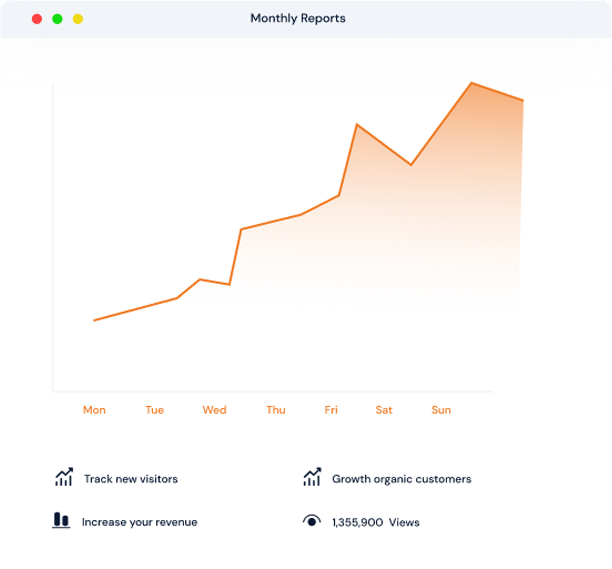 Monthly Reports
Mon Tue Wed Thu Fri Sat Sun
Track new visitors
Growth organic customers
Increase your revenue
1,355,900 Views